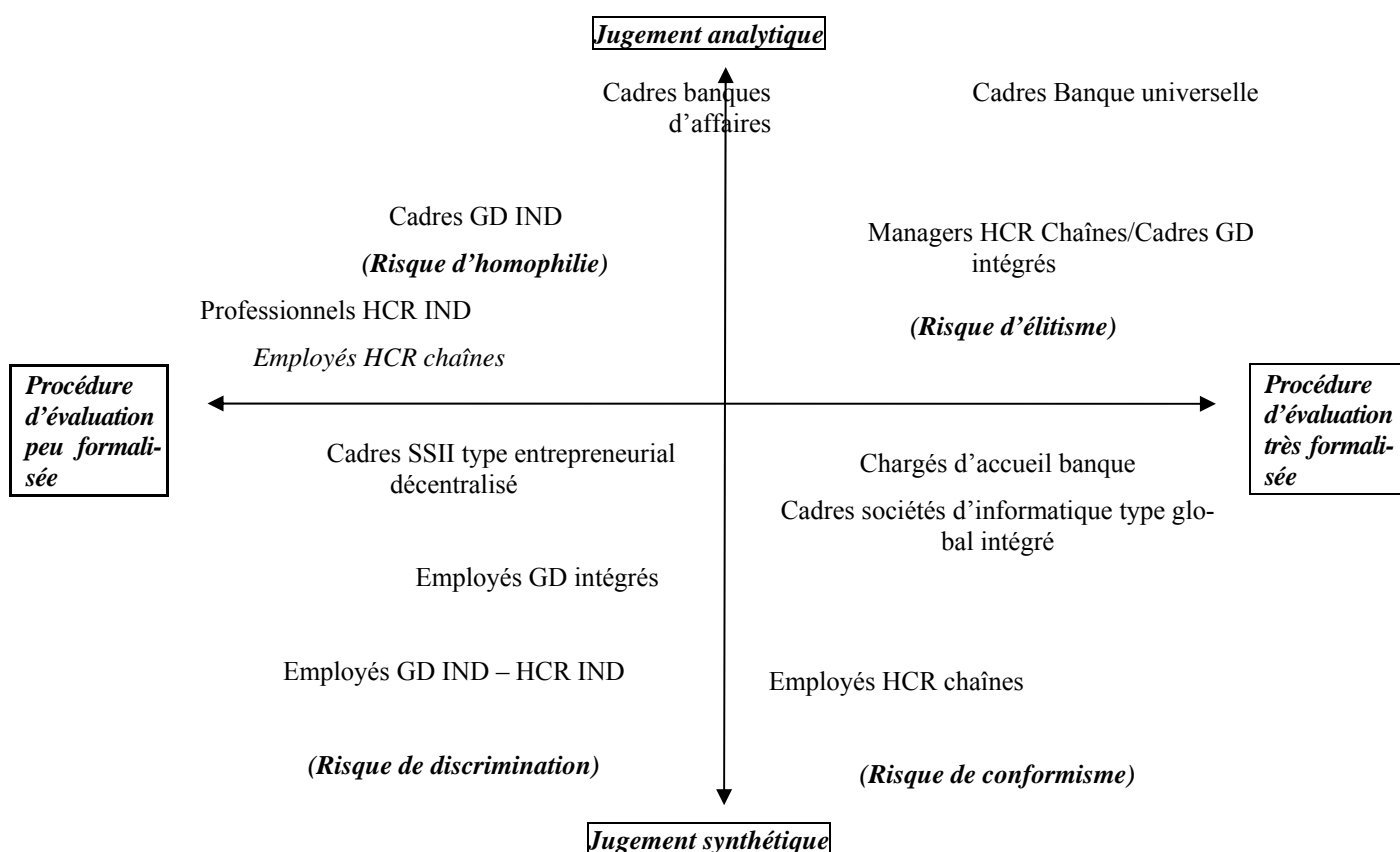 Jugement analytique
Cadres banques
d’affaires
Cadres Banque universelle
Cadres GD IND
(Risque d’homophilie)
Managers HCR Chaînes/Cadres GD
intégrés
Professionnels HCR IND
(Risque d’élitisme)
Employés HCR chaînes
Procédure
d’évaluation
peu formali-
sée
Procédure
d’évaluation
très formali-
sée
Cadres SSII type entrepreneurial
décentralisé
Chargés d’accueil banque
Cadres sociétés d’informatique type glo-
bal intégré
Employés GD intégrés
Employés GD IND – HCR IND
Employés HCR chaînes
(Risque de discrimination)
(Risque de conformisme)
Jugement synthétique